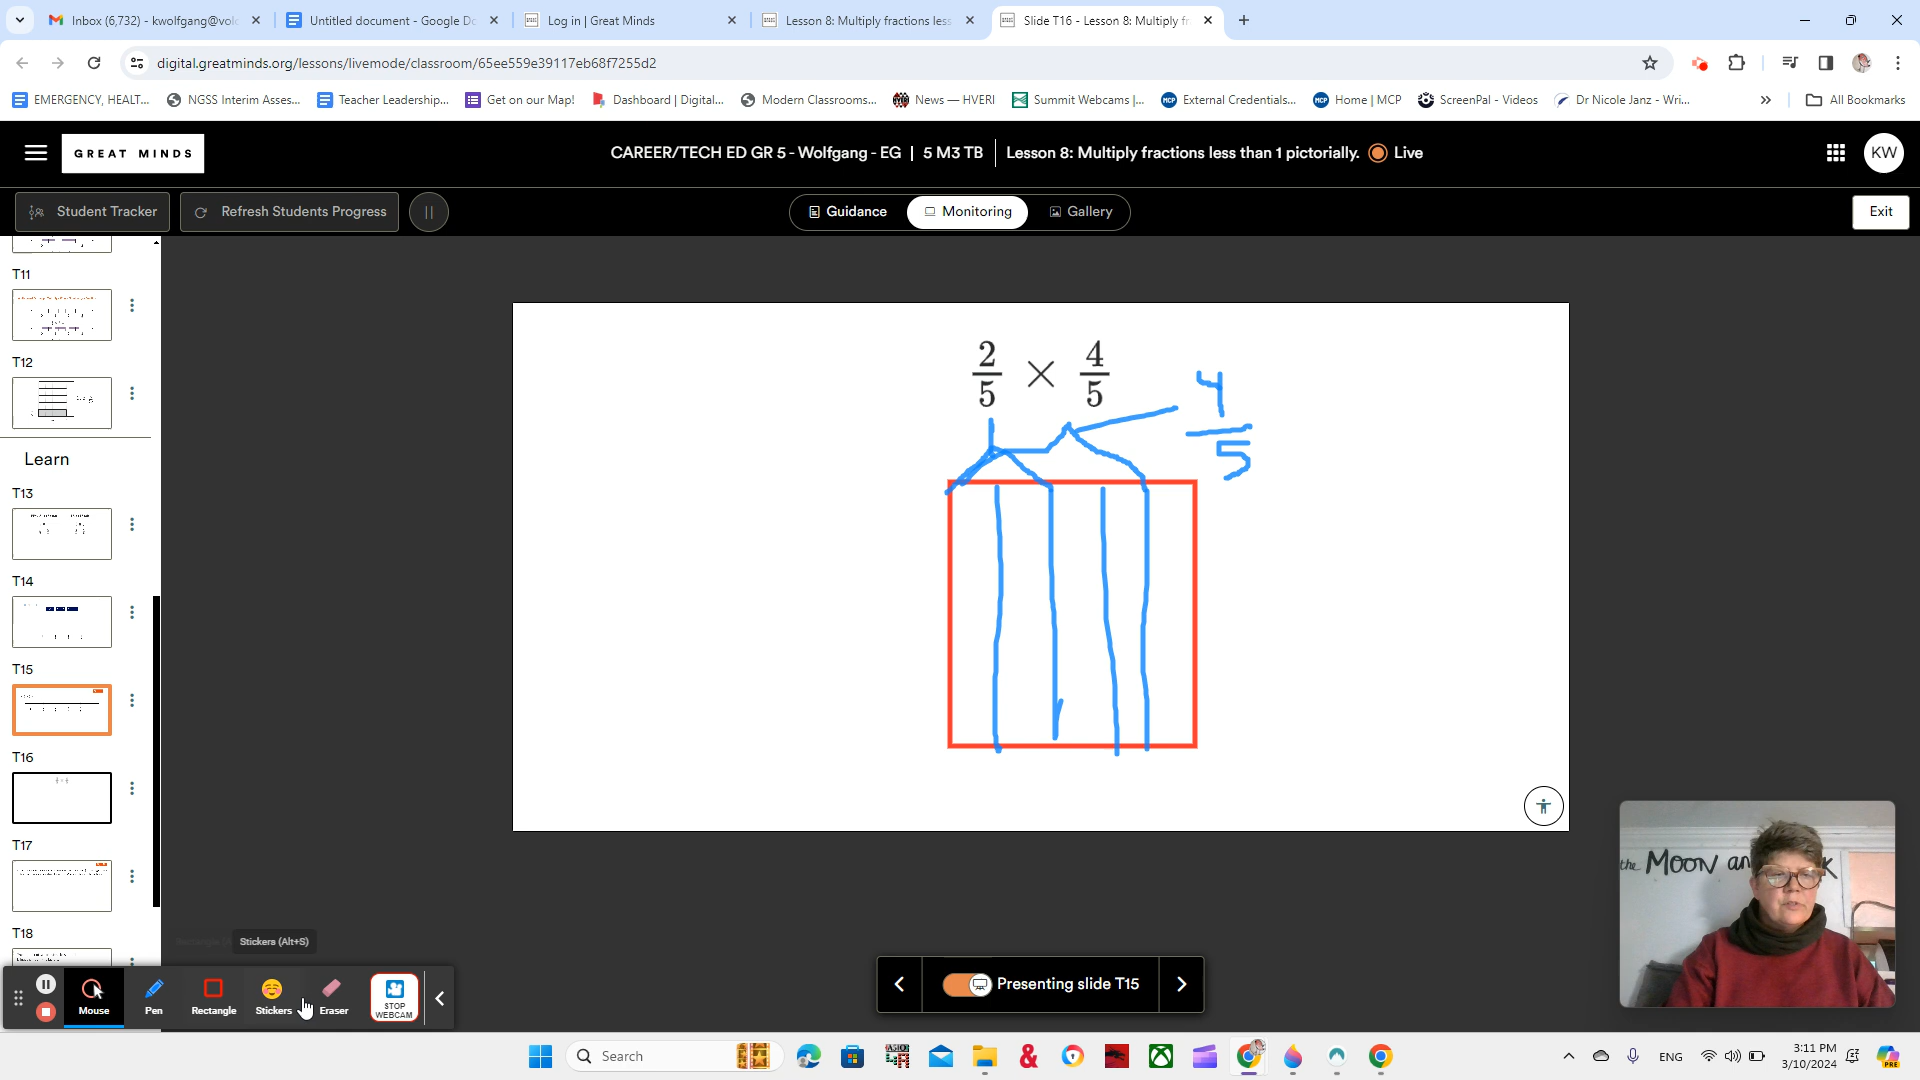 Inbox (6,732) - kwolfgang@vol
Untitled document - Google Do
Log in | Great Minds
Lesson 8: Multiply fractions less
Slide T16 - Lesson 8: Multiply fr
digital.greatminds.org/lessons/livemode/classroom/65ee559e39117eb68f7255d2
EMERGENCY, HEALT...
NGSS Interim Asses...
Teacher Leadership...
Get on our Map!
Dashboard | Digital...
Modern Classrooms...
News — HVERI
Summit Webcams |...
External Credentials...
Home | MCP
ScreenPal - Videos
Dr Nicole Janz - Wri...
All Bookmarks
GREAT MINDS
CAREER/TECH ED GR 5 - Wolfgang - EG | 5 M3 TB
Lesson 8: Multiply fractions less than 1 pictorially.
Live
KW
Student Tracker
Refresh Students Progress
Guidance
Monitoring
Gallery
Exit
T11
T12
Learn
T13
T14
T15
T16
T17
T18
2/5 × 4/5
4/5
the MOON an K
Stickers (Alt+S)
Mouse
Pen
Rectangle
Stickers
Eraser
STOP
WEBCAM
Presenting slide T15
Search
ENG
3:11 PM
3/10/2024
PRE